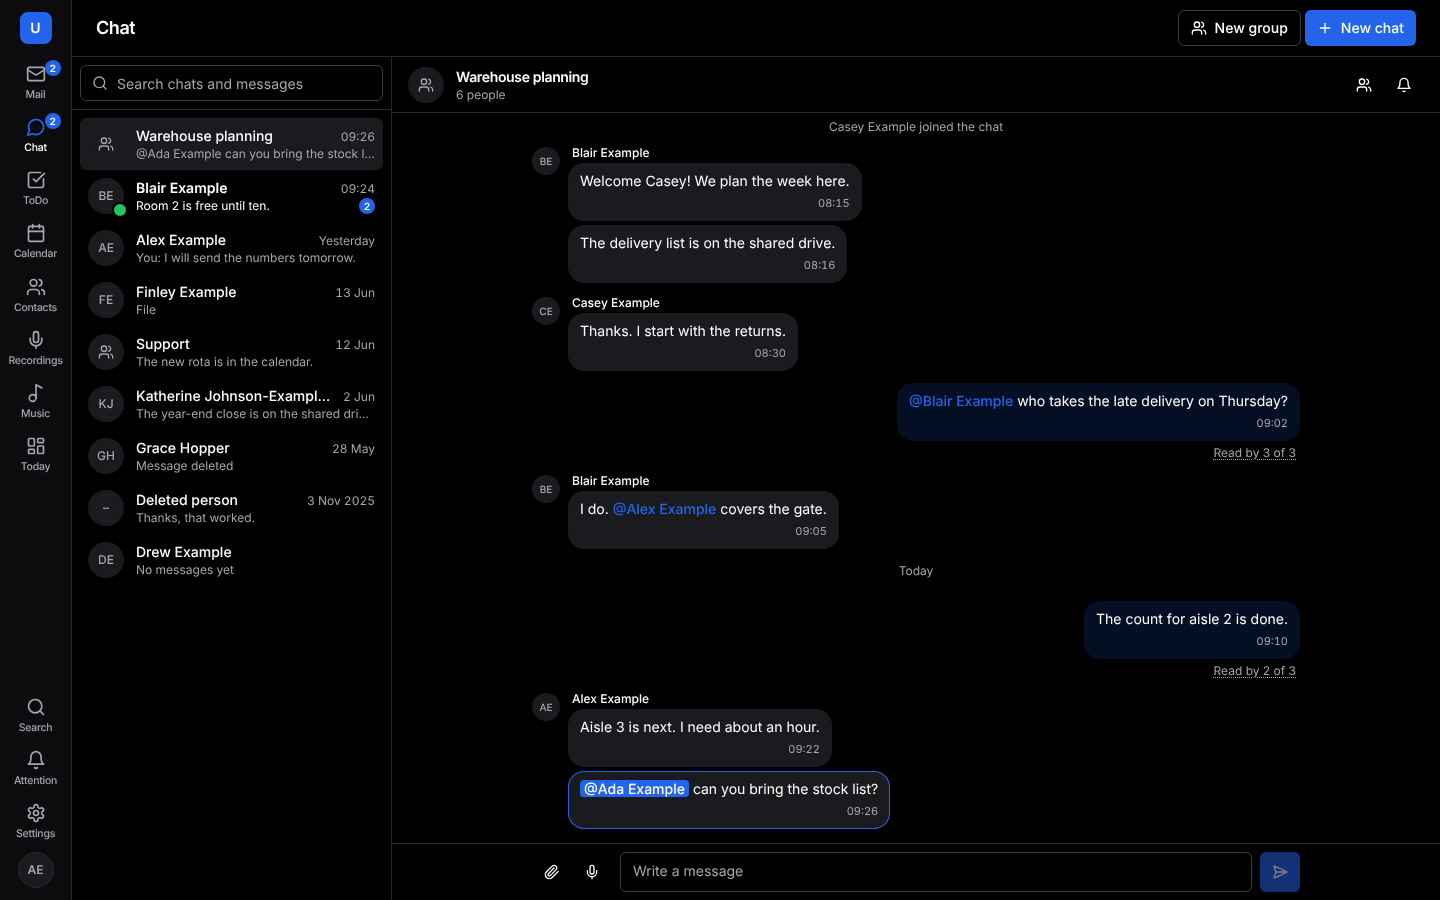 U
Chat
New group
New chat
2
Mail
2
Chat
ToDo
Calendar
Contacts
Recordings
Music
Today
Search
Attention
Settings
AE
Search chats and messages
Warehouse planning 09:26
@Ada Example can you bring the stock l...
BE
Blair Example 09:24
Room 2 is free until ten. 2
AE
Alex Example Yesterday
You: I will send the numbers tomorrow.
FE
Finley Example 13 Jun
File
Support 12 Jun
The new rota is in the calendar.
KJ
Katherine Johnson-Exampl... 2 Jun
The year-end close is on the shared dri...
GH
Grace Hopper 28 May
Message deleted
–
Deleted person 3 Nov 2025
Thanks, that worked.
DE
Drew Example
No messages yet
Warehouse planning
6 people
Casey Example joined the chat
BE
Blair Example
Welcome Casey! We plan the week here.
08:15
The delivery list is on the shared drive.
08:16
CE
Casey Example
Thanks. I start with the returns.
08:30
@Blair Example who takes the late delivery on Thursday?
09:02
Read by 3 of 3
BE
Blair Example
I do. @Alex Example covers the gate.
09:05
Today
The count for aisle 2 is done.
09:10
Read by 2 of 3
AE
Alex Example
Aisle 3 is next. I need about an hour.
09:22
@Ada Example can you bring the stock list?
09:26
Write a message